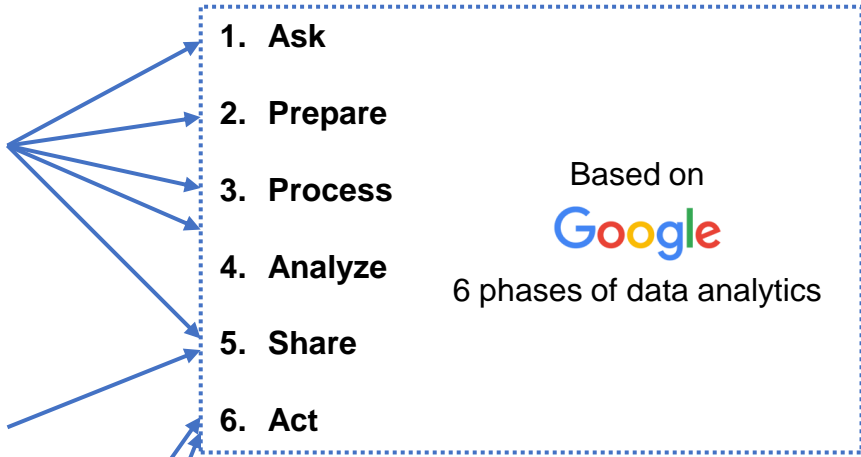 1. Ask
2. Prepare
3. Process
4. Analyze
5. Share
6. Act
Based on
Google
6 phases of data analytics